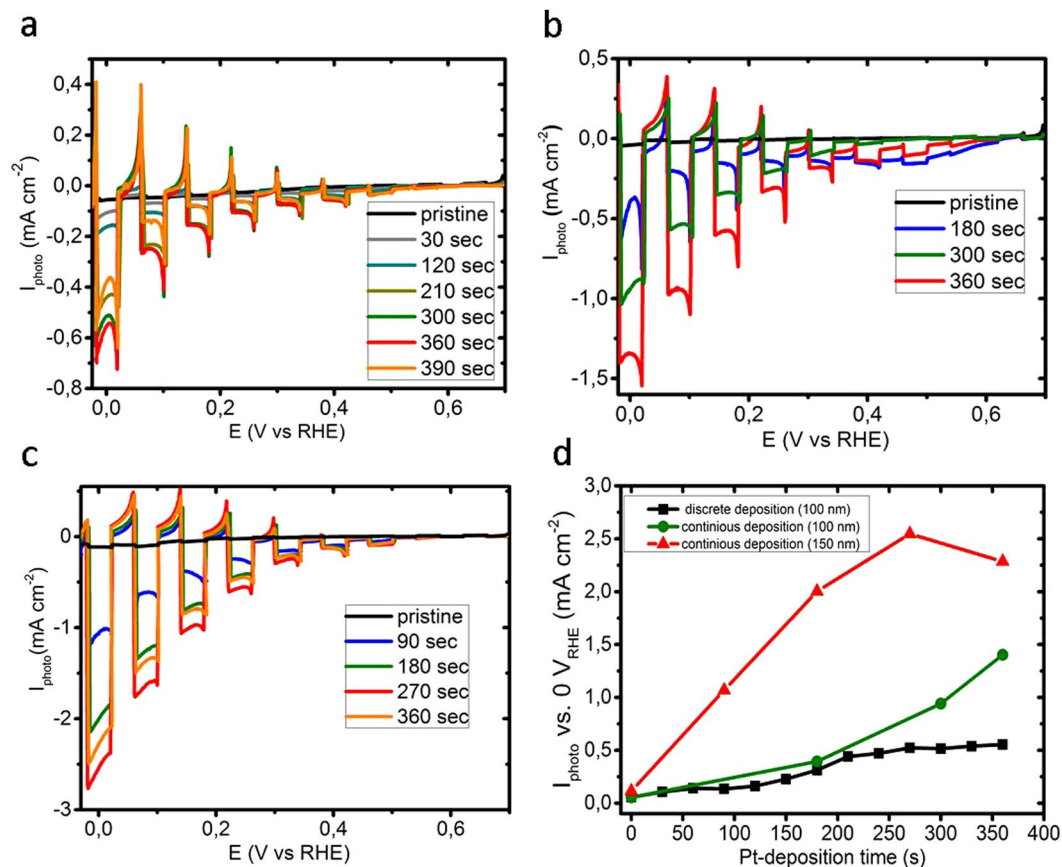 a
0,4
0,2
0,0
-0,2
-0,4
-0,6
-0,8
I photo (mA cm-2)
0,0
0,2
0,4
0,6
E (V vs RHE)
pristine
30 sec
120 sec
210 sec
300 sec
360 sec
390 sec
b
0,5
0,0
-0,5
-1,0
-1,5
I photo (mA cm-2)
0,0
0,2
0,4
0,6
E (V vs RHE)
pristine
180 sec
300 sec
360 sec
c
0
-1
-2
-3
I photo (mA cm-2)
0,0
0,2
0,4
0,6
E (V vs RHE)
pristine
90 sec
180 sec
270 sec
360 sec
d
3,0
2,5
2,0
1,5
1,0
0,5
0,0
I photo vs. 0 VRHE (mA cm-2)
0
50
100
150
200
250
300
350
400
Pt-deposition time (s)
discrete deposition (100 nm)
continious deposition (100 nm)
continious deposition (150 nm)